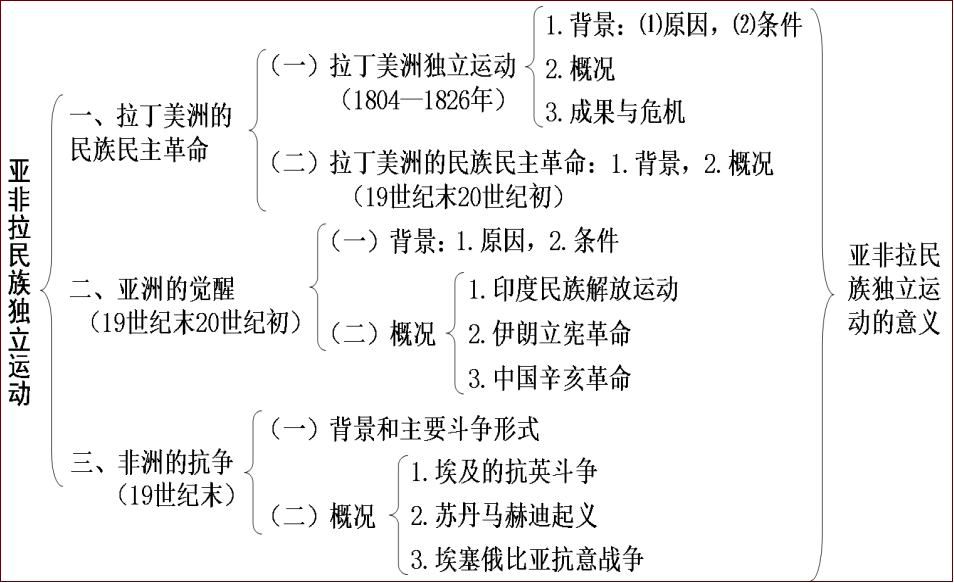 亚非拉民族独立运动
一、拉丁美洲的
民族民主革命
（一）拉丁美洲独立运动
（1804—1826年）
1.背景：⑴原因，⑵条件
2.概况
3.成果与危机
（二）拉丁美洲的民族民主革命：1.背景，2.概况
（19世纪末20世纪初）
二、亚洲的觉醒
（19世纪末20世纪初）
（一）背景：1.原因，2.条件
（二）概况
1.印度民族解放运动
2.伊朗立宪革命
3.中国辛亥革命
三、非洲的抗争
（19世纪末）
（一）背景和主要斗争形式
（二）概况
1.埃及的抗英斗争
2.苏丹马赫迪起义
3.埃塞俄比亚抗意战争
亚非拉民
族独立运
动的意义